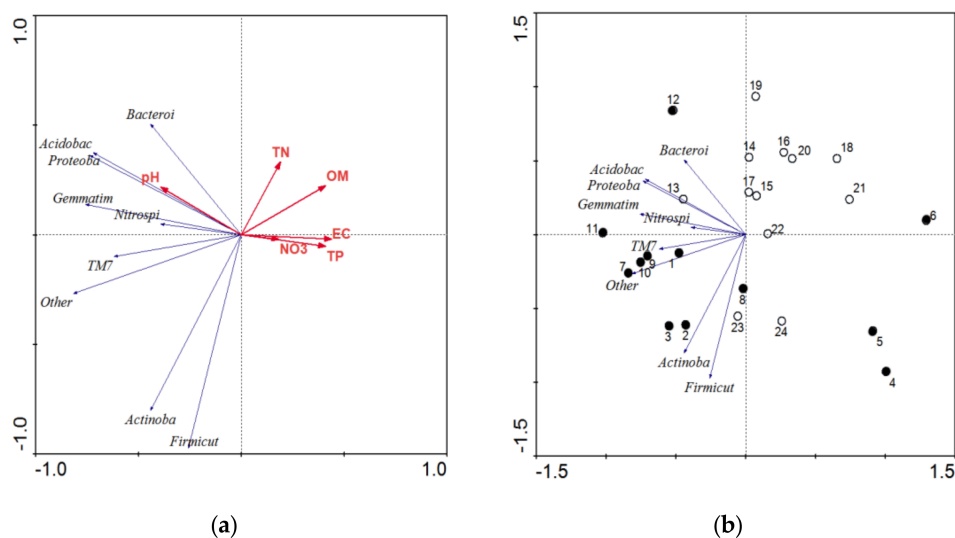 1.0
Bacteroi
Acidobac
Proteoba
TN
OM
pH
Gemmatim
Nitrospi
EC
NO3
TP
TM7
Other
Actinoba
Firmicut
-1.0
-1.0
1.0
(a)
1.5
19
12
14
16
20
18
Bacteroi
Acidobac
Proteoba
13
17
15
21
Gemmatim
Nitrospi
6
11
22
TM7
1
7
9
10
Other
8
3
2
23
24
5
4
Actinoba
Firmicut
-1.5
-1.5
1.5
(b)